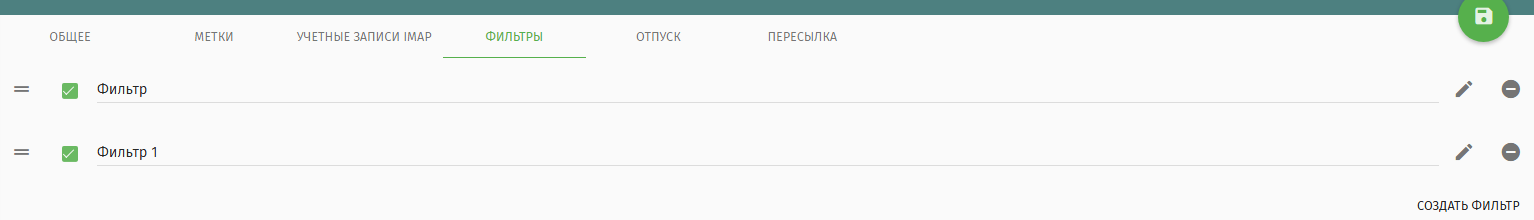 ОБЩЕЕ МЕТКИ УЧЕТНЫЕ ЗАПИСИ IMAP ФИЛЬТРЫ ОТПУСК ПЕРЕСЫЛКА
Фильтр
Фильтр 1
СОЗДАТЬ ФИЛЬТР